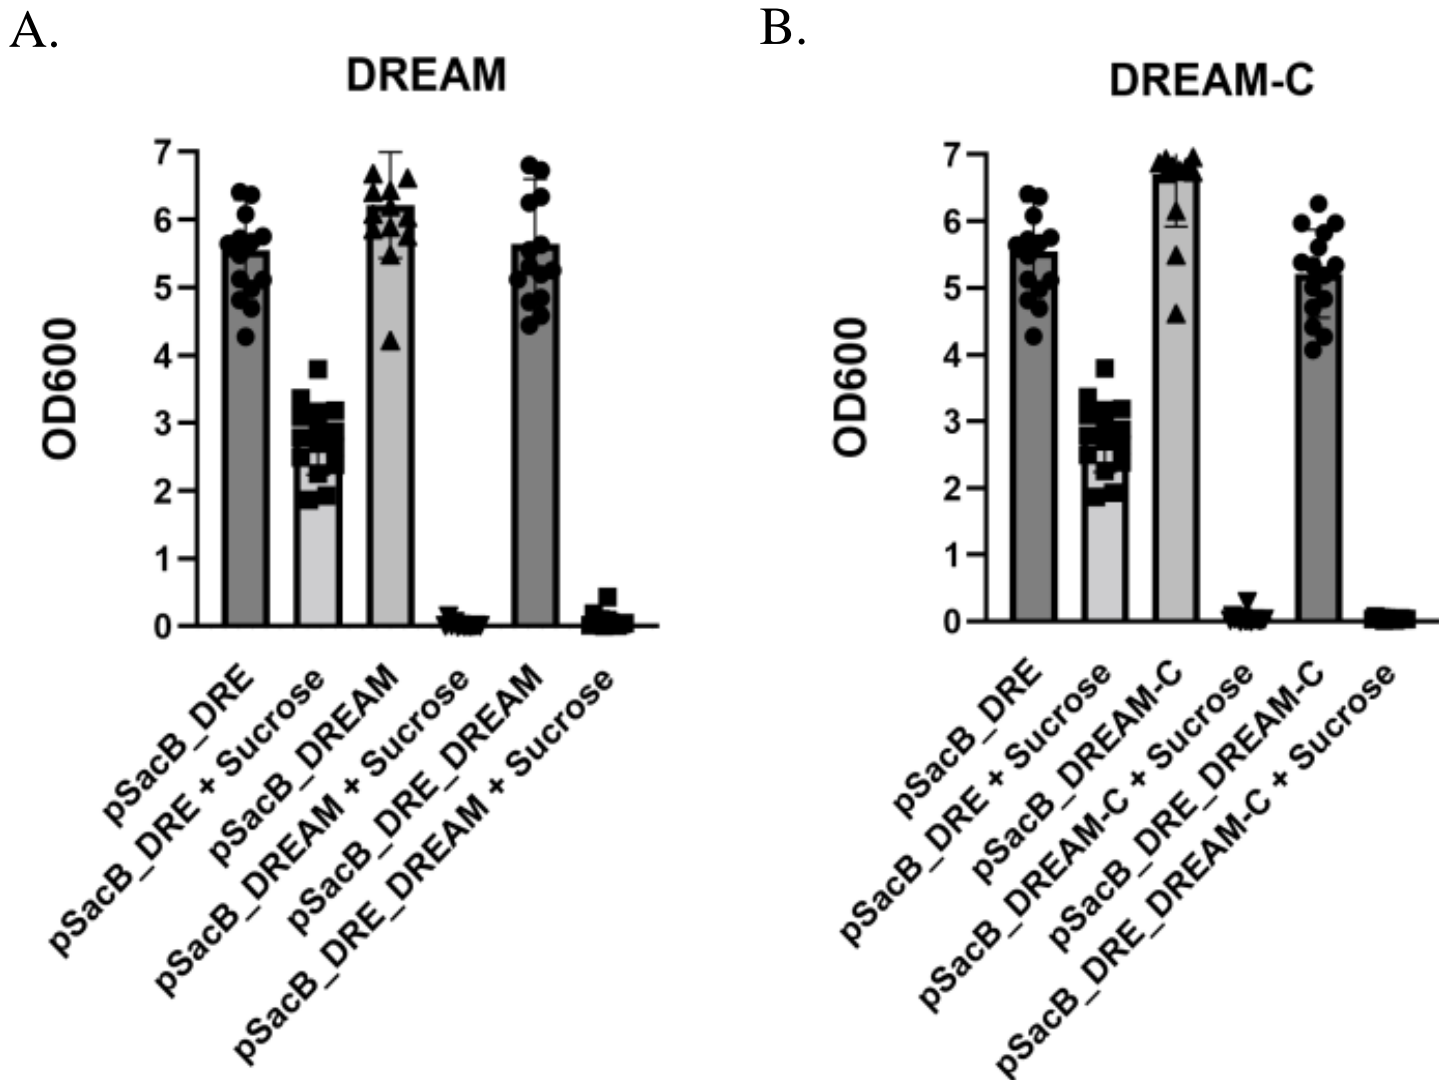 A.
DREAM
OD600
7
6
5
4
3
2
1
0
pSacB_DRE
pSacB_DRE + Sucrose
pSacB_DREAM
pSacB_DREAM + Sucrose
pSacB_DRE_DREAM
pSacB_DRE_DREAM + Sucrose
B.
DREAM-C
OD600
7
6
5
4
3
2
1
0
pSacB_DRE
pSacB_DRE + Sucrose
pSacB_DREAM-C
pSacB_DREAM-C + Sucrose
pSacB_DRE_DREAM-C
pSacB_DRE_DREAM-C + Sucrose